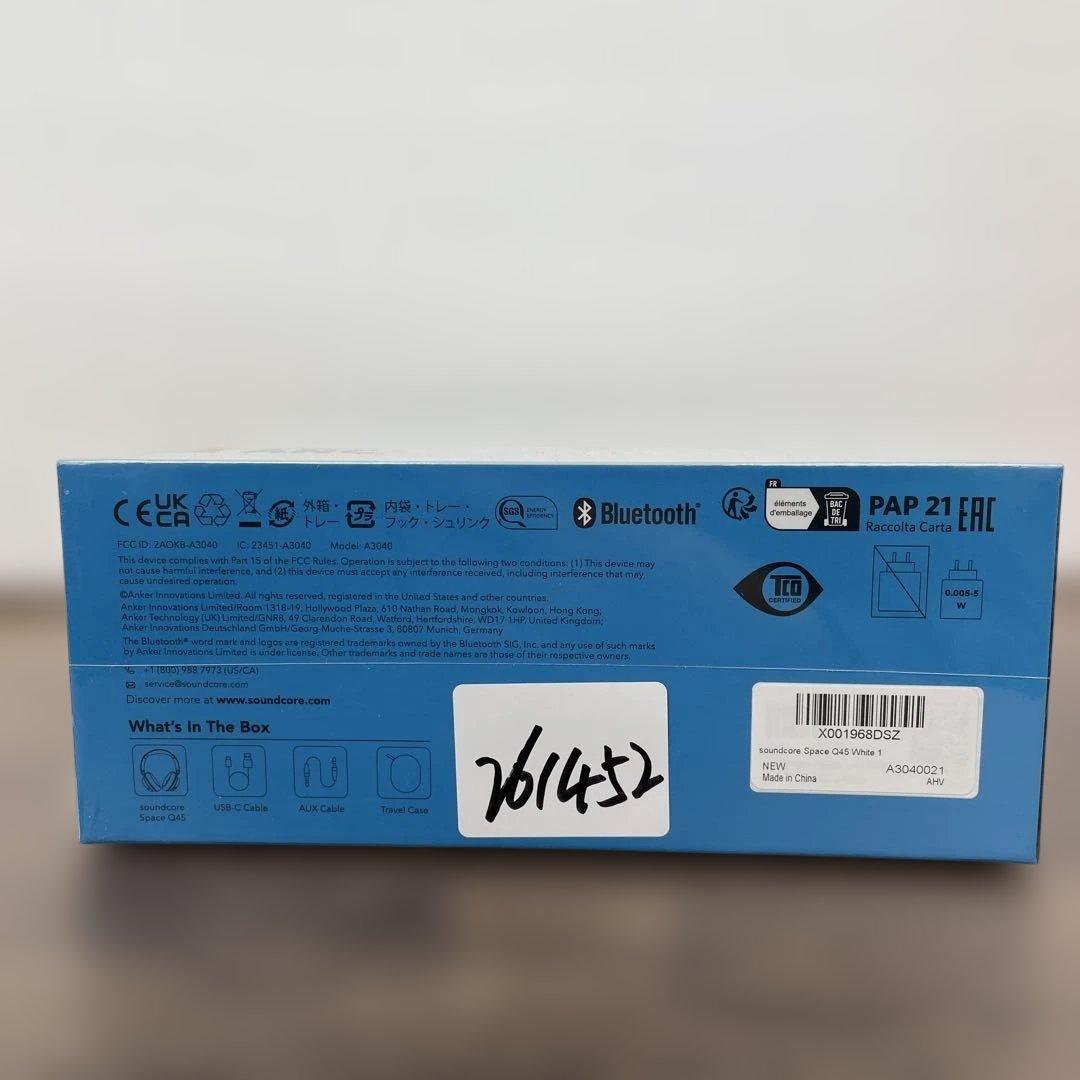 CE UK CA
紙
外箱・トレー
プラ
内袋・トレー・フック・シュリンク
SGS ENERGY EFFICIENCY
Bluetooth®
FR
éléments d'emballage
BAC DE TRI
PAP 21
Raccolta Carta
EAC
FCC ID: 2AOKB-A3040 IC: 23451-A3040 Model: A3040
This device complies with Part 15 of the FCC Rules. Operation is subject to the following two conditions: (1) This device may
not cause harmful interference, and (2) this device must accept any interference received, including interference that may
cause undesired operation.
©Anker Innovations Limited. All rights reserved, registered in the United States and other countries.
Anker Innovations Limited/Room 1318-19, Hollywood Plaza, 610 Nathan Road, Mongkok, Kowloon, Hong Kong;
Anker Technology (UK) Limited/GNR8, 49 Clarendon Road, Watford, Hertfordshire, WD17 1HP, United Kingdom;
Anker Innovations Deutschland GmbH/Georg-Muche-Strasse 3, 80807 Munich, Germany
The Bluetooth® word mark and logos are registered trademarks owned by the Bluetooth SIG, Inc. and any use of such marks
by Anker Innovations Limited is under license. Other trademarks and trade names are those of their respective owners.
TCO
CERTIFIED
0.005-5
W
+1 (800) 988 7973 (US/CA)
service@soundcore.com
Discover more at www.soundcore.com
What's In The Box
soundcore
Space Q45
USB-C Cable
AUX Cable
Travel Case
261452
X001968DSZ
soundcore Space Q45 White 1
NEW
A3040021
Made in China
AHV